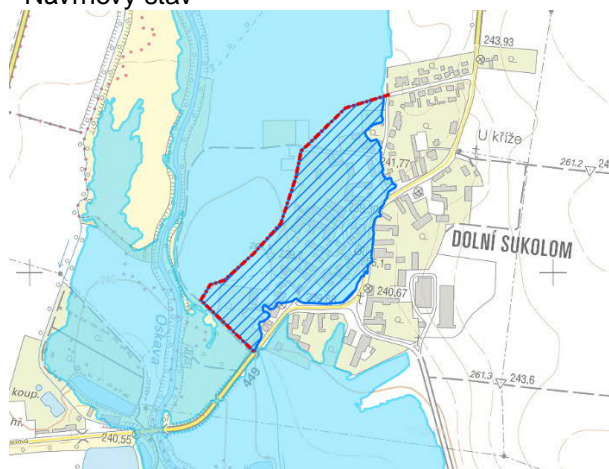 Návrhový stav
243,93
U kříže
261.2
241,77
DOLNÍ SUKOLOM
240,67
Oskava
449
261.3
243.6
koup.
hř.
240,55